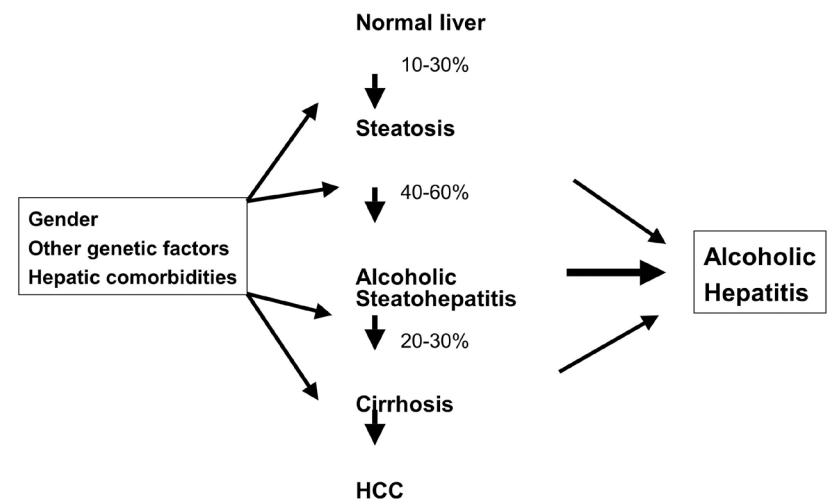 Normal liver
10-30%
Steatosis
40-60%
Gender
Other genetic factors
Hepatic comorbidities
Alcoholic
Steatohepatitis
20-30%
Cirrhosis
HCC
Alcoholic
Hepatitis